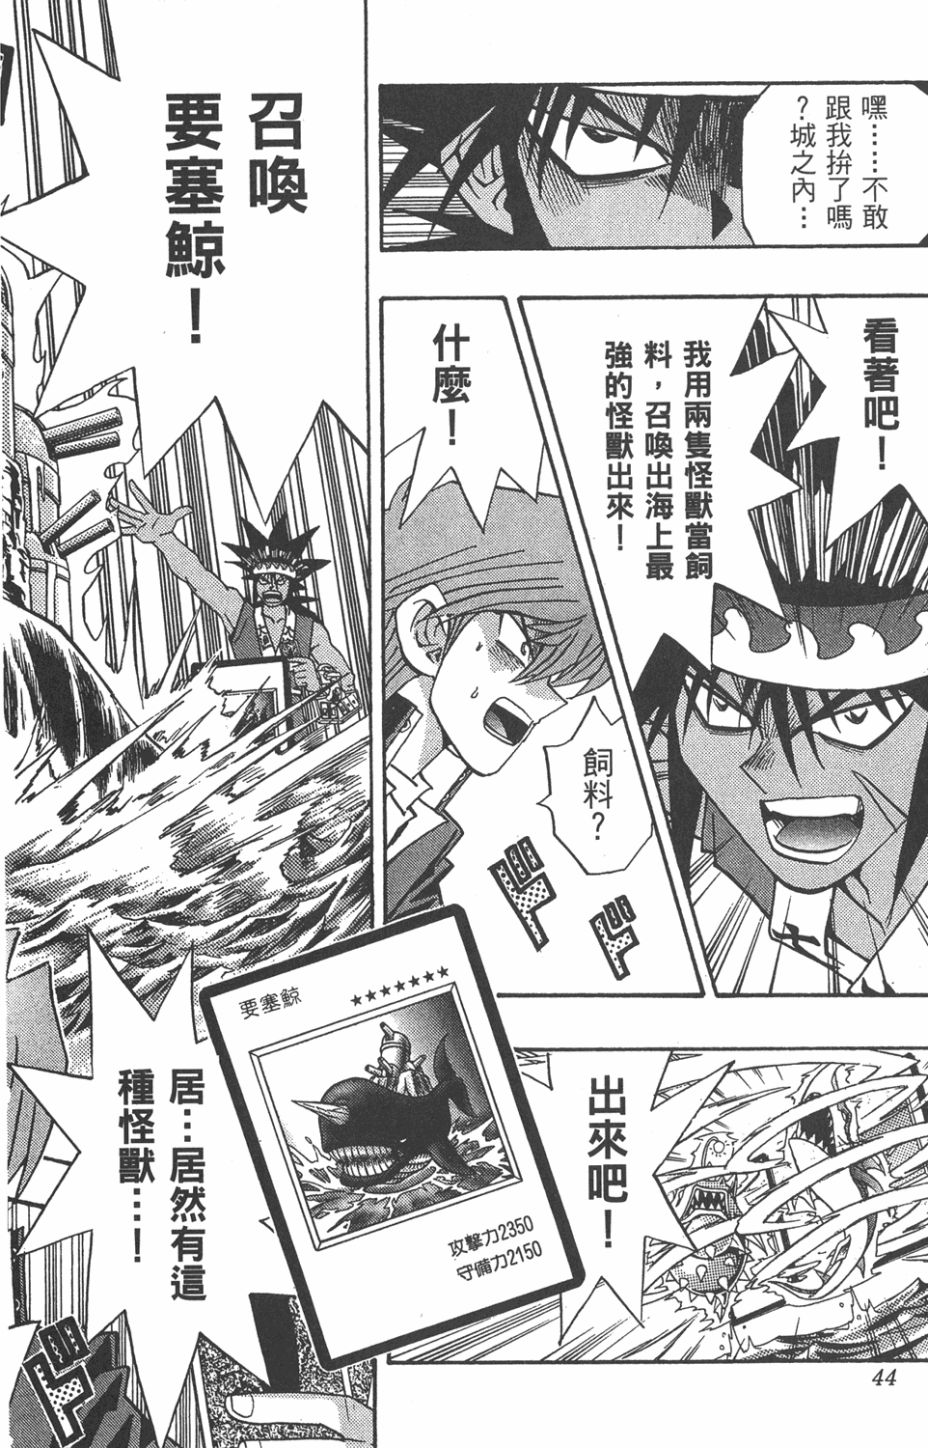 嘿……不敢
跟我拚了嗎
？城之內…
看著吧！
我用兩隻怪獸當飼
料，召喚出海上最
強的怪獸出來！
什麼！
飼料？
ドド
出來吧！
召喚
要塞鯨！
要塞鯨
★★★★★★★
攻擊力2350
守備力2150
居…居然有這
種怪獸…！
ド
44